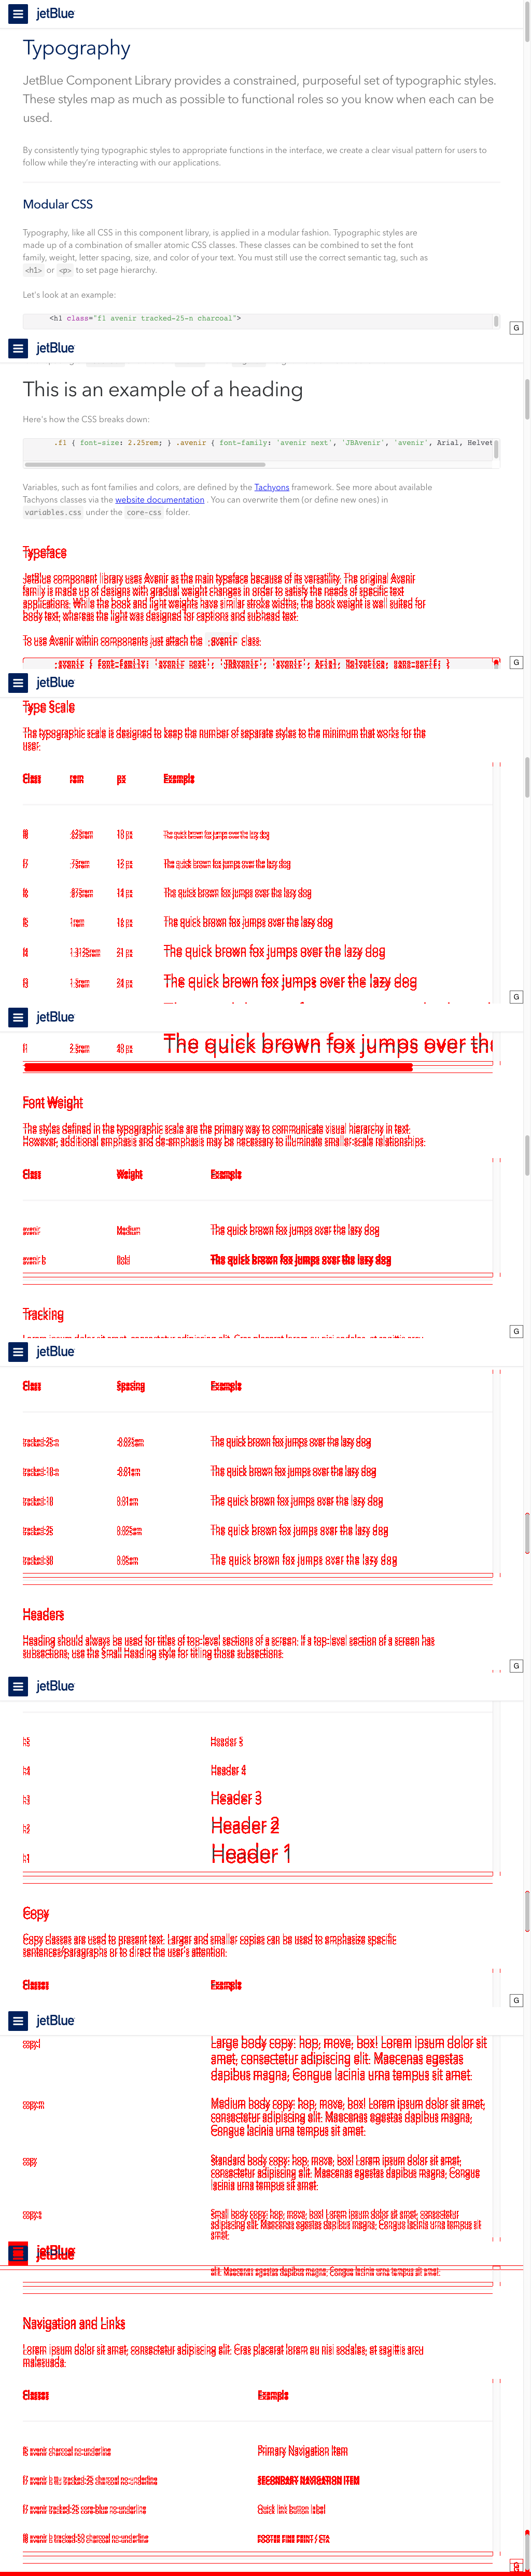 jetBlue
Typography
JetBlue Component Library provides a constrained, purposeful set of typographic styles.
These styles map as much as possible to functional roles so you know when each can be
used.
By consistently tying typographic styles to appropriate functions in the interface, we create a clear visual pattern for users to
follow while they're interacting with our applications.
Modular CSS
Typography, like all CSS in this component library, is applied in a modular fashion. Typographic styles are
made up of a combination of smaller atomic CSS classes. These classes can be combined to set the font
family, weight, letter spacing, size, and color of your text. You must still use the correct semantic tag, such as
<h1> or <p> to set page hierarchy.
Let's look at an example:
<h1 class="f1 avenir tracked-25-n charcoal">
G
jetBlue
This is an example of a heading
Here's how the CSS breaks down:
.f1 { font-size: 2.25rem; } .avenir { font-family: 'avenir next', 'JBAvenir', 'avenir', Arial, Helvet
Variables, such as font families and colors, are defined by the Tachyons framework. See more about available
Tachyons classes via the website documentation . You can overwrite them (or define new ones) in
variables.css under the core-css folder.
Typeface
JetBlue component library uses Avenir as the main typeface because of its versatility. The original Avenir
family is made up of designs with gradual weight changes in order to satisfy the needs of specific text
applications. While the book and light weights have similar stroke widths, the book weight is well suited for
body text, whereas the light was designed for captions and subhead text.
To use Avenir within components just attach the .avenir class.
.avenir { font-family: 'avenir next', 'JBAvenir', 'avenir', Arial, Helvetica, sans-serif; }
G
jetBlue
Type Scale
The typographic scale is designed to keep the number of separate styles to the minimum that works for the
user.
Class rem px Example
f8 .625rem 10 px The quick brown fox jumps over the lazy dog
f7 .75rem 12 px The quick brown fox jumps over the lazy dog
f6 .875rem 14 px The quick brown fox jumps over the lazy dog
f5 1rem 16 px The quick brown fox jumps over the lazy dog
f4 1.3125rem 21 px The quick brown fox jumps over the lazy dog
f3 1.5rem 24 px The quick brown fox jumps over the lazy dog
G
jetBlue
f1 2.5rem 40 px The quick brown fox jumps over
Font Weight
The styles defined in the typographic scale are the primary way to communicate visual hierarchy in text.
However, additional emphasis and de-emphasis may be necessary to illuminate smaller-scale relationships.
Class Weight Example
avenir Medium The quick brown fox jumps over the lazy dog
avenir b Bold The quick brown fox jumps over the lazy dog
Tracking
G
jetBlue
Class Spacing Example
tracked-25-n -0.025em The quick brown fox jumps over the lazy dog
tracked-10-n -0.01em The quick brown fox jumps over the lazy dog
tracked-10 0.01em The quick brown fox jumps over the lazy dog
tracked-25 0.025em The quick brown fox jumps over the lazy dog
tracked-50 0.05em The quick brown fox jumps over the lazy dog
Headers
Heading should always be used for titles of top-level sections of a screen. If a top-level section of a screen has
subsections, use the Small Heading style for titling those subsections.
G
jetBlue
h5 Header 5
h4 Header 4
h3 Header 3
h2 Header 2
h1 Header 1
Copy
Copy classes are used to present text. Larger and smaller copies can be used to emphasize specific
sentences/paragraphs or to direct the user's attention.
Classes Example
G
jetBlue
copy-l Large body copy: hop, move, box! Lorem ipsum dolor sit
amet, consectetur adipiscing elit. Maecenas egestas
dapibus magna, Congue lacinia urna tempus sit amet.
copy-m Medium body copy: hop, move, box! Lorem ipsum dolor sit amet,
consectetur adipiscing elit. Maecenas egestas dapibus magna,
Congue lacinia urna tempus sit amet.
copy Standard body copy: hop, move, box! Lorem ipsum dolor sit amet,
consectetur adipiscing elit. Maecenas egestas dapibus magna, Congue
lacinia urna tempus sit amet.
copy-s Small body copy: hop, move, box! Lorem ipsum dolor sit amet, consectetur
adipiscing elit. Maecenas egestas dapibus magna, Congue lacinia urna tempus sit
amet.
jetBlue
elit. Maecenas egestas dapibus magna, Congue lacinia urna tempus sit amet.
Navigation and Links
Lorem ipsum dolor sit amet, consectetur adipiscing elit. Cras placerat lorem eu nisi sodales, at sagittis arcu
malesuada.
Classes Example
f5 avenir charcoal no-underline Primary Navigation Item
f7 avenir b ttu tracked-25 charcoal no-underline SECONDARY NAVIGATION ITEM
f7 avenir tracked-25 core-blue no-underline Quick link button label
f8 avenir b tracked-50 charcoal no-underline FOOTER FINE PRINT / CTA
G